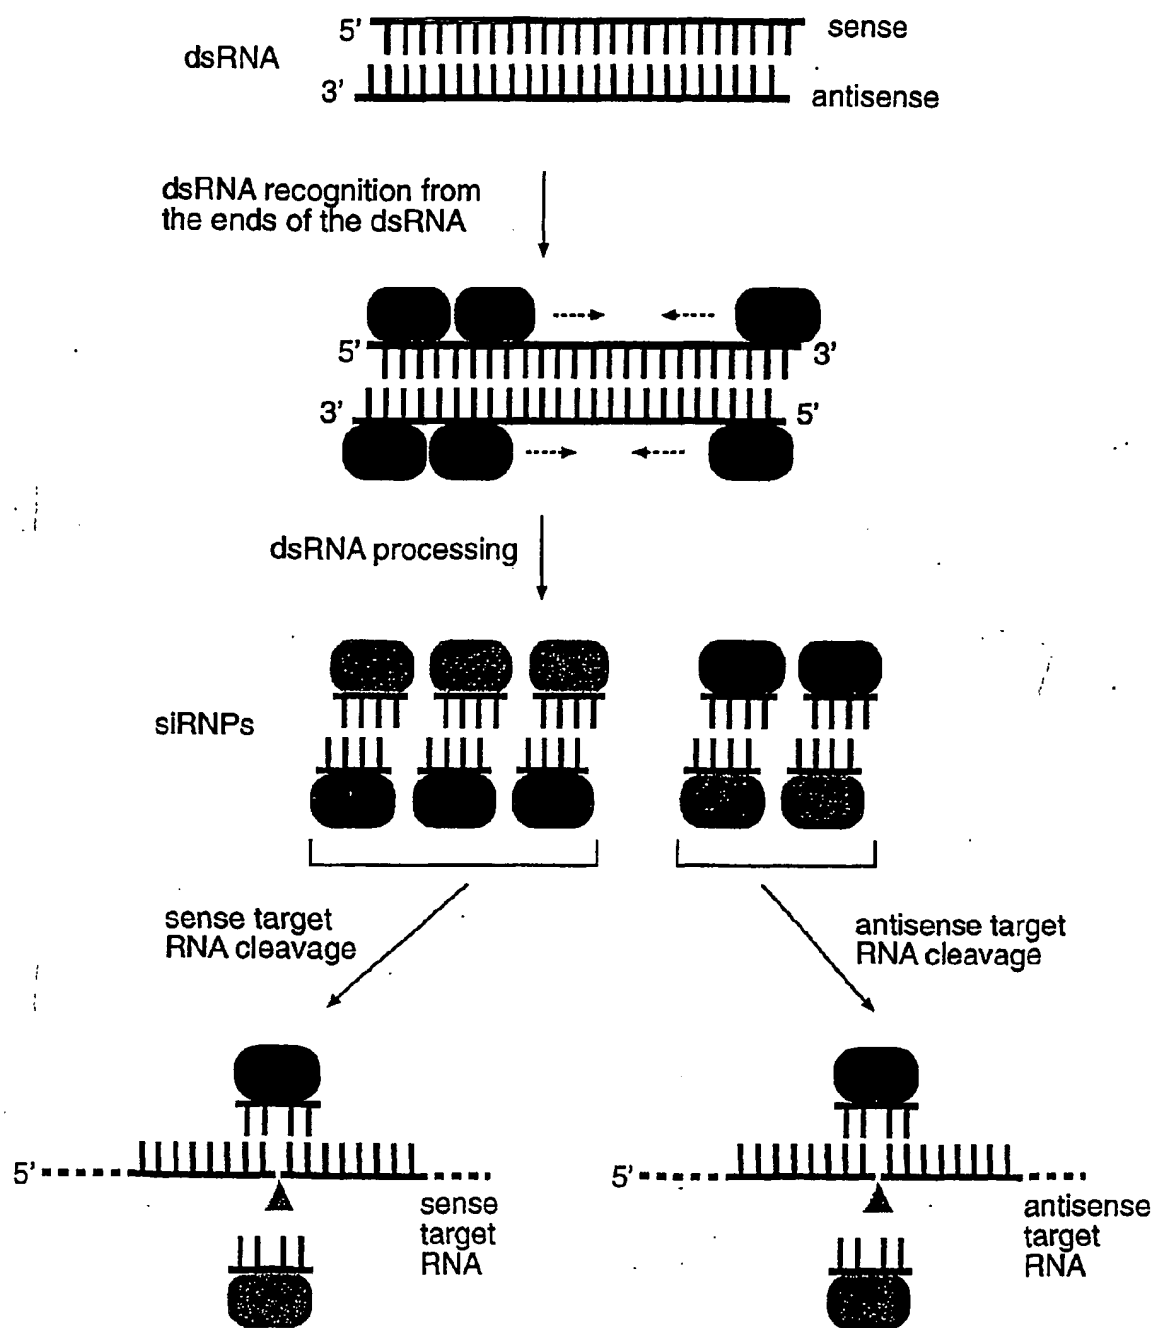 5' sense
dsRNA
3' antisense
dsRNA recognition from
the ends of the dsRNA
5' 3'
3' 5'
dsRNA processing
siRNPs
sense target
RNA cleavage
antisense target
RNA cleavage
5'
sense
target
RNA
5'
antisense
target
RNA